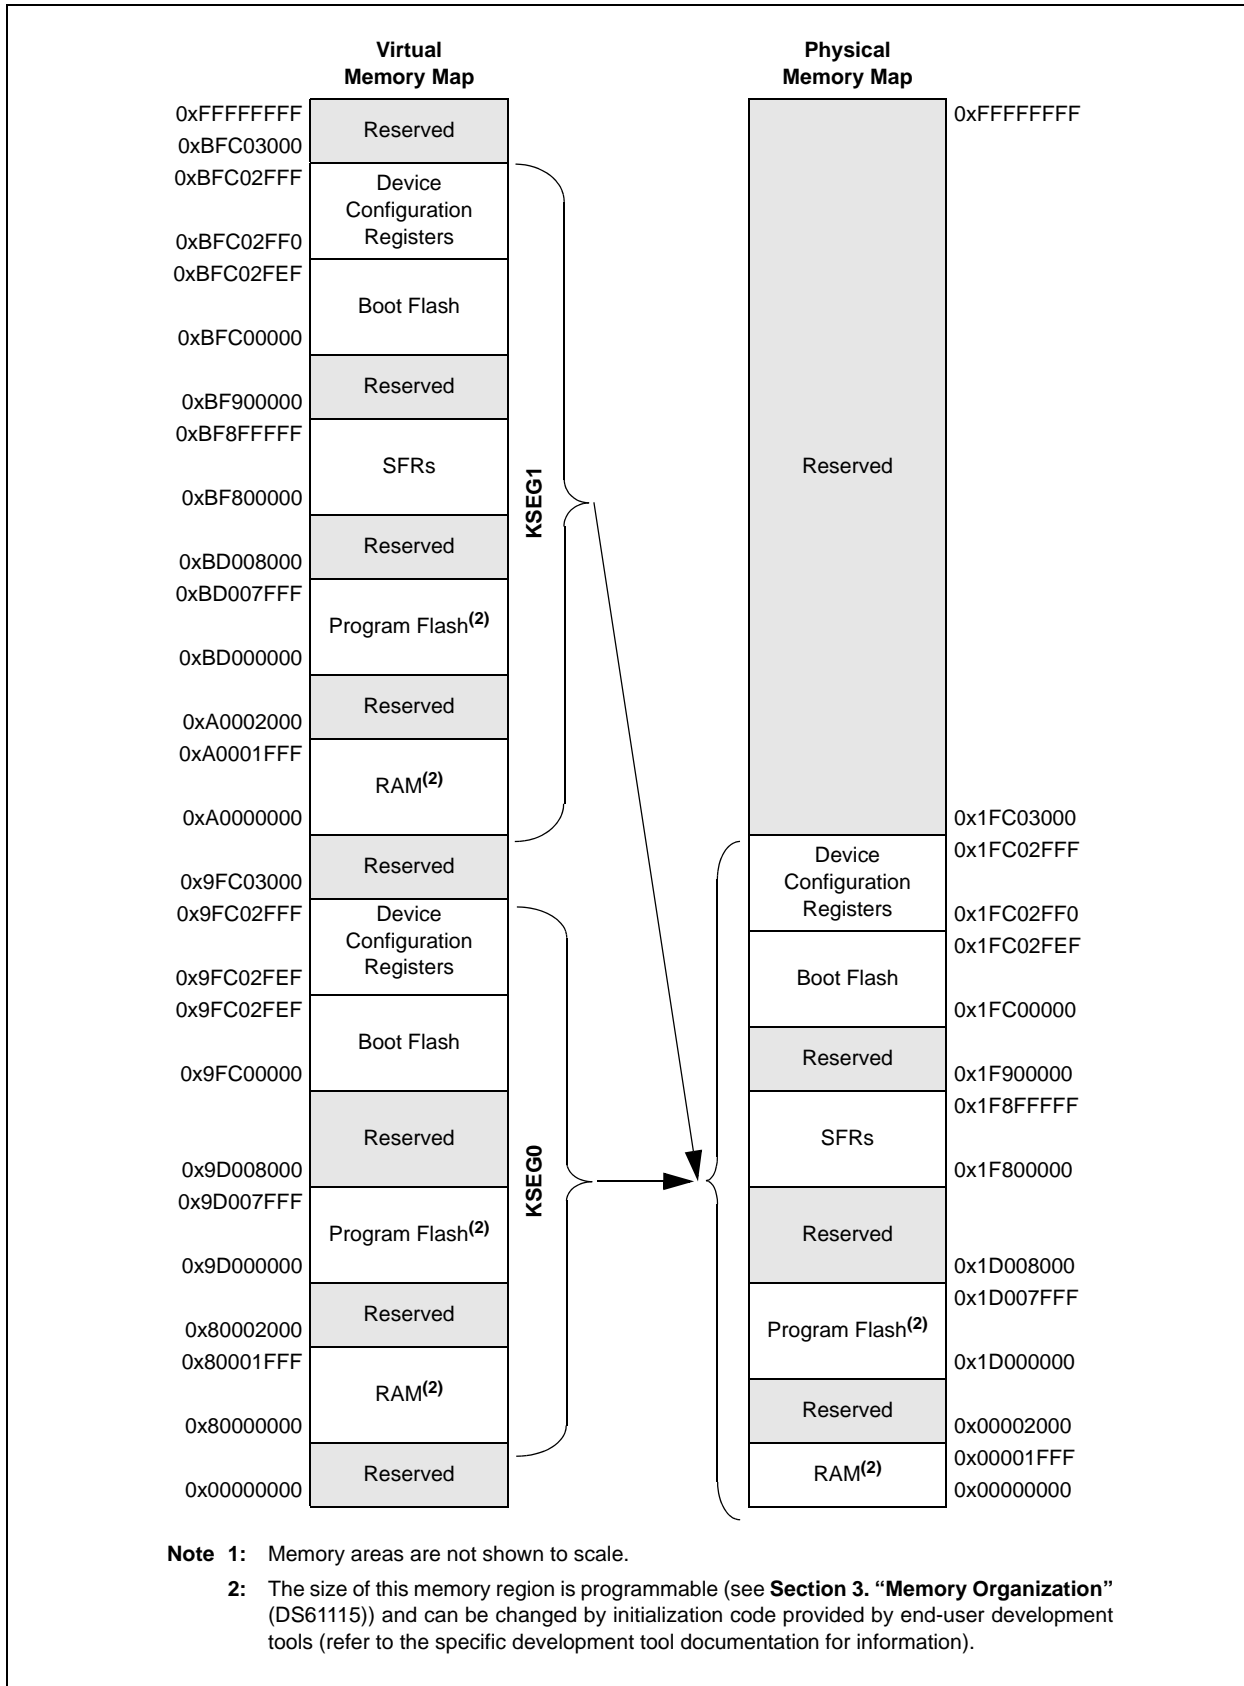 Virtual
Memory Map
0xFFFFFFFF
Reserved
0xBFC03000
0xBFC02FFF
Device
Configuration
Registers
0xBFC02FF0
0xBFC02FEF
Boot Flash
0xBFC00000
Reserved
0xBF900000
0xBF8FFFFF
SFRs
0xBF800000
Reserved
0xBD008000
0xBD007FFF
Program Flash(2)
0xBD000000
Reserved
0xA0002000
0xA0001FFF
RAM(2)
0xA0000000
Reserved
0x9FC03000
0x9FC02FFF
Device
Configuration
Registers
0x9FC02FEF
0x9FC02FEF
Boot Flash
0x9FC00000
Reserved
0x9D008000
0x9D007FFF
Program Flash(2)
0x9D000000
Reserved
0x80002000
0x80001FFF
RAM(2)
0x80000000
Reserved
0x00000000
KSEG1
KSEG0
Physical
Memory Map
0xFFFFFFFF
Reserved
0x1FC03000
0x1FC02FFF
Device
Configuration
Registers
0x1FC02FF0
0x1FC02FEF
Boot Flash
0x1FC00000
Reserved
0x1F900000
0x1F8FFFFF
SFRs
0x1F800000
Reserved
0x1D008000
0x1D007FFF
Program Flash(2)
0x1D000000
Reserved
0x00002000
0x00001FFF
RAM(2)
0x00000000
Note 1: Memory areas are not shown to scale.
2: The size of this memory region is programmable (see Section 3. “Memory Organization”
(DS61115)) and can be changed by initialization code provided by end-user development
tools (refer to the specific development tool documentation for information).